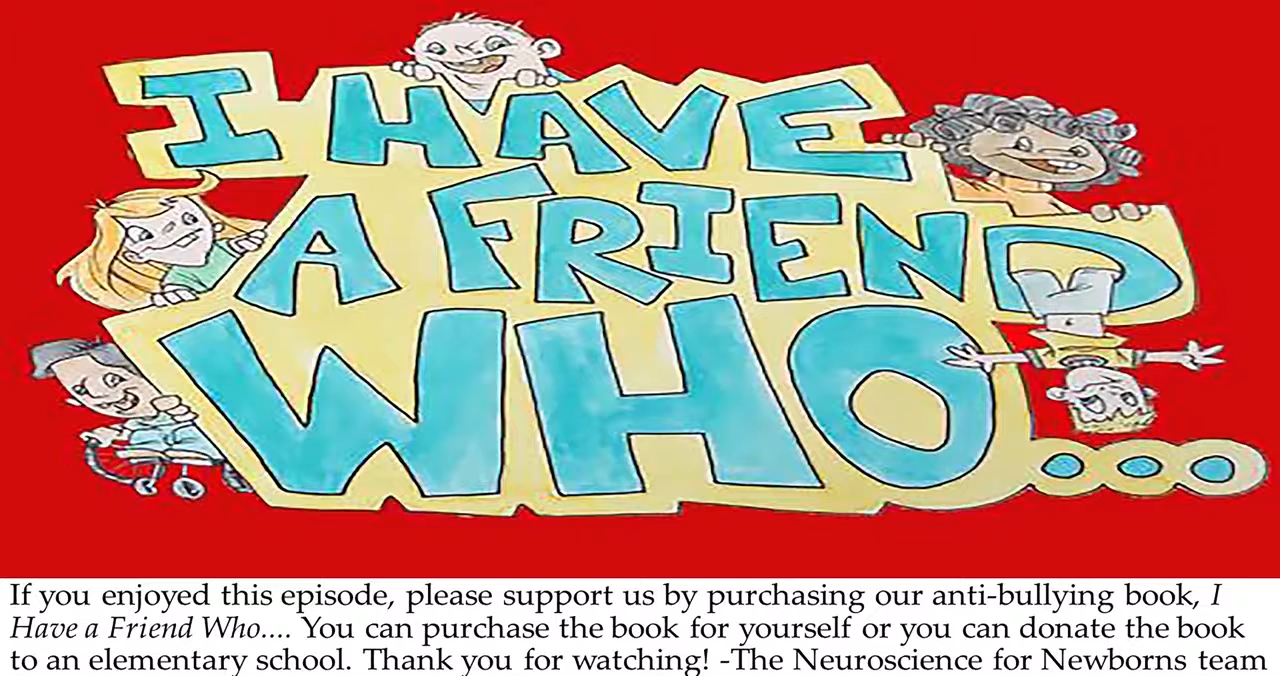 I HAVE
A FRIEND
WHO...
If you enjoyed this episode, please support us by purchasing our anti-bullying book, I
Have a Friend Who.... You can purchase the book for yourself or you can donate the book
to an elementary school. Thank you for watching! -The Neuroscience for Newborns team